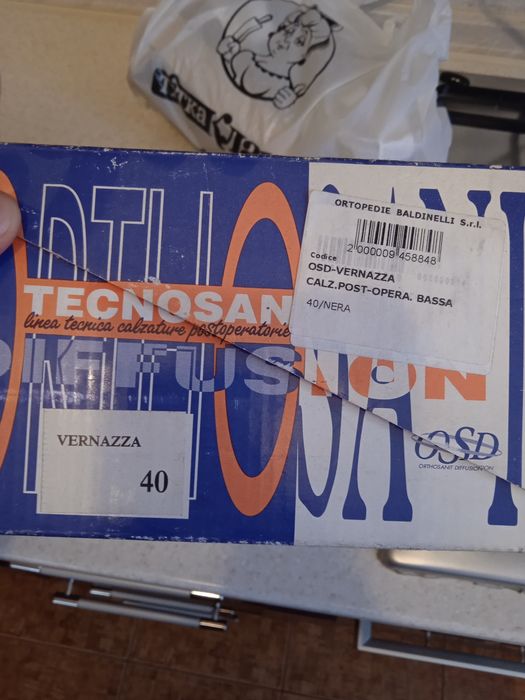 ORTOPEDIE BALDINELLI S.r.l.
2 000009 458848
Codice
OSD-VERNAZZA
CALZ.POST-OPERA. BASSA
40/NERA
TECNOSAN
linea tecnica calzature postoperatorie
DIFFUSION
VERNAZZA
40
OSD
ORTHOSANIT DIFFUSION